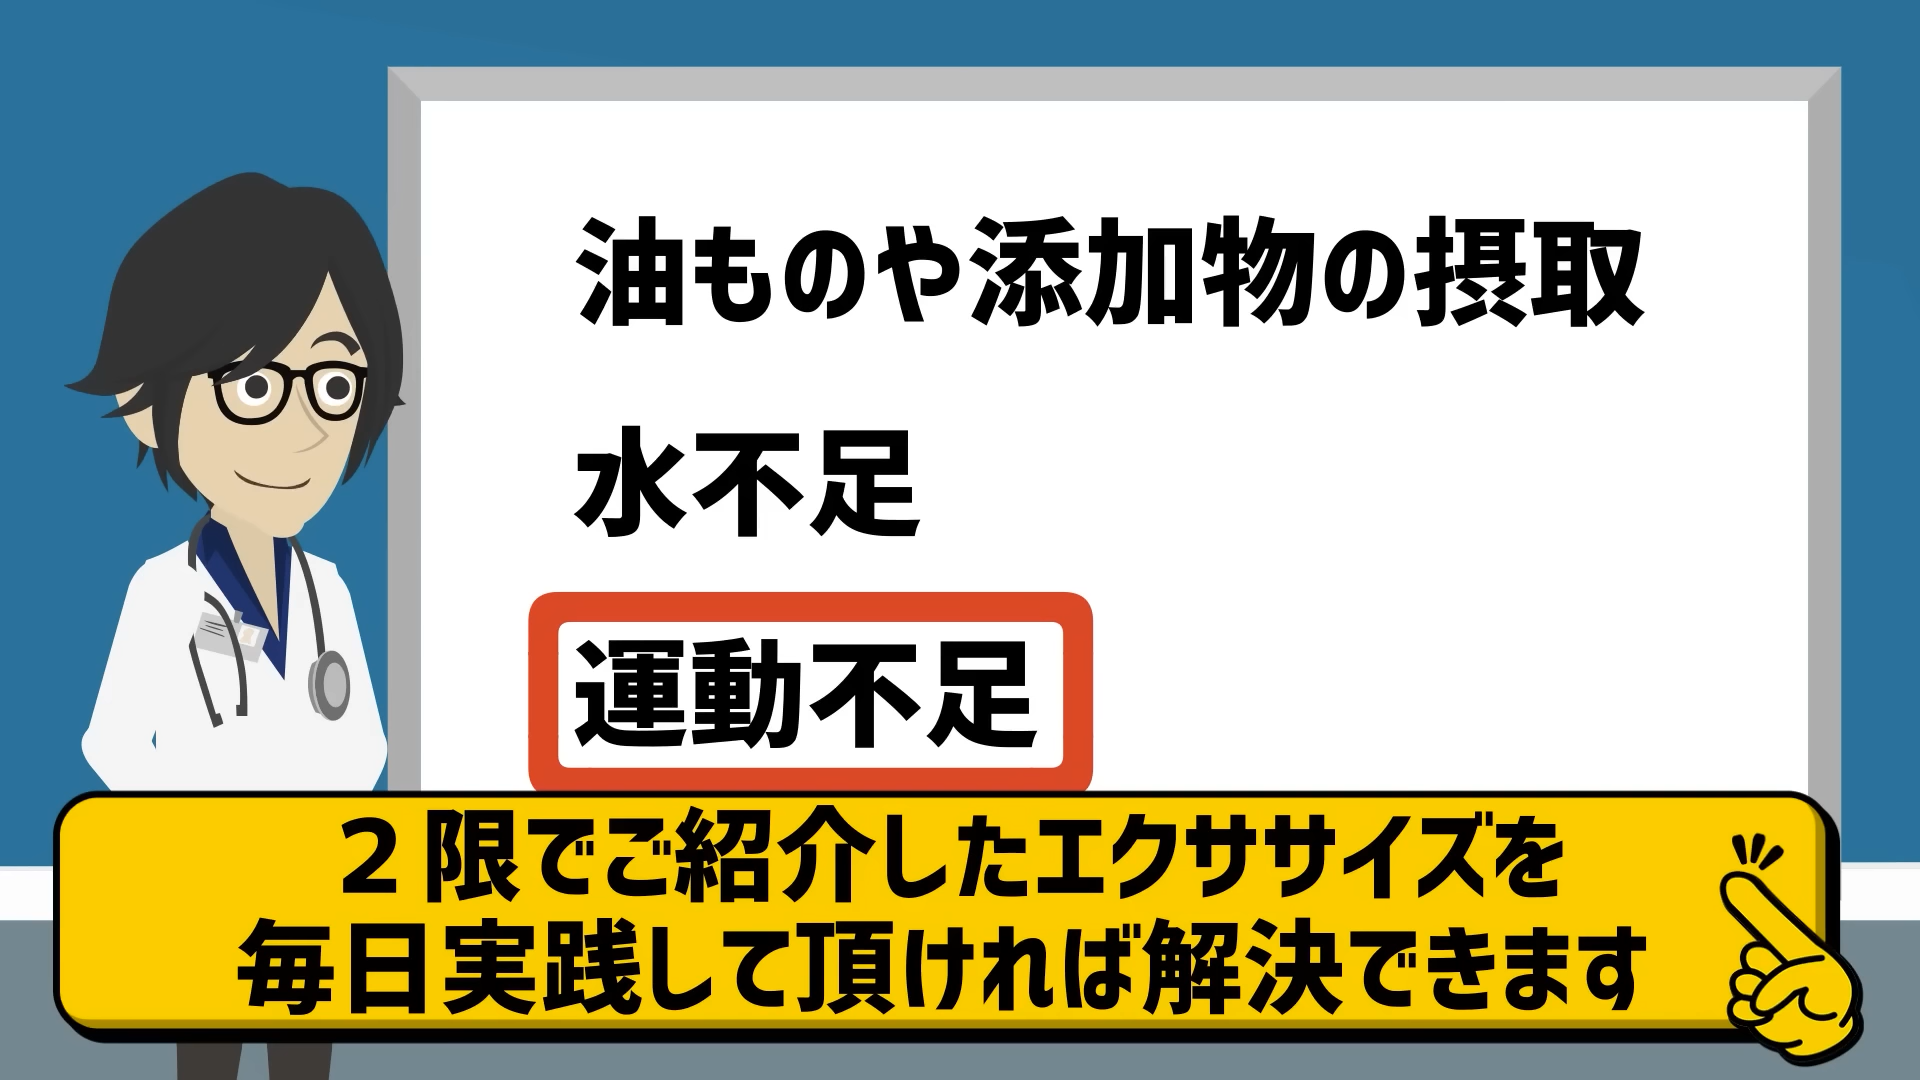 油ものや添加物の摂取
水不足
運動不足
２限でご紹介したエクササイズを
毎日実践して頂ければ解決できます